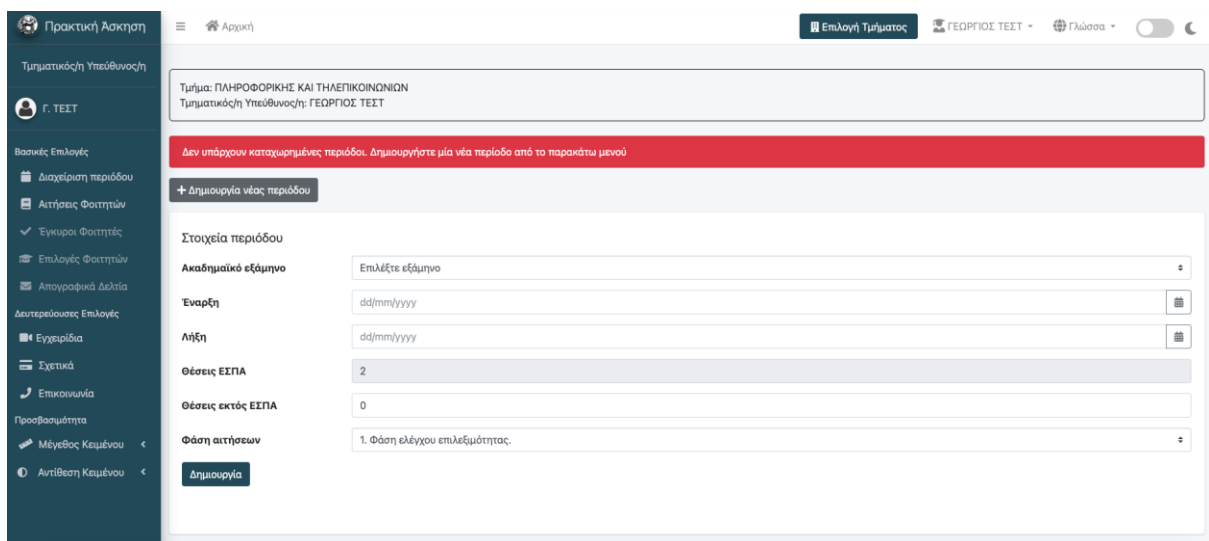 Πρακτική Άσκηση
Αρχική
Επιλογή Τμήματος
ΓΕΩΡΓΙΟΣ ΤΕΣΤ
Γλώσσα
Τμηματικός/η Υπεύθυνος/η
Γ. ΤΕΣΤ
Βασικές Επιλογές
Διαχείριση περιόδου
Αιτήσεις Φοιτητών
Έγκυροι Φοιτητές
Επιλογές Φοιτητών
Απογραφικά Δελτία
Δευτερεύουσες Επιλογές
Εγχειρίδια
Σχετικά
Επικοινωνία
Προσβασιμότητα
Μέγεθος Κειμένου
Αντίθεση Κειμένου
Τμήμα: ΠΛΗΡΟΦΟΡΙΚΗΣ ΚΑΙ ΤΗΛΕΠΙΚΟΙΝΩΝΙΩΝ
Τμηματικός/η Υπεύθυνος/η: ΓΕΩΡΓΙΟΣ ΤΕΣΤ
Δεν υπάρχουν καταχωρημένες περιόδοι. Δημιουργήστε μία νέα περίοδο από το παρακάτω μενού
+ Δημιουργία νέας περιόδου
Στοιχεία περιόδου
Ακαδημαϊκό εξάμηνο
Επιλέξτε εξάμηνο
Έναρξη
dd/mm/yyyy
Λήξη
dd/mm/yyyy
Θέσεις ΕΣΠΑ
2
Θέσεις εκτός ΕΣΠΑ
0
Φάση αιτήσεων
1. Φάση ελέγχου επιλεξιμότητας.
Δημιουργία